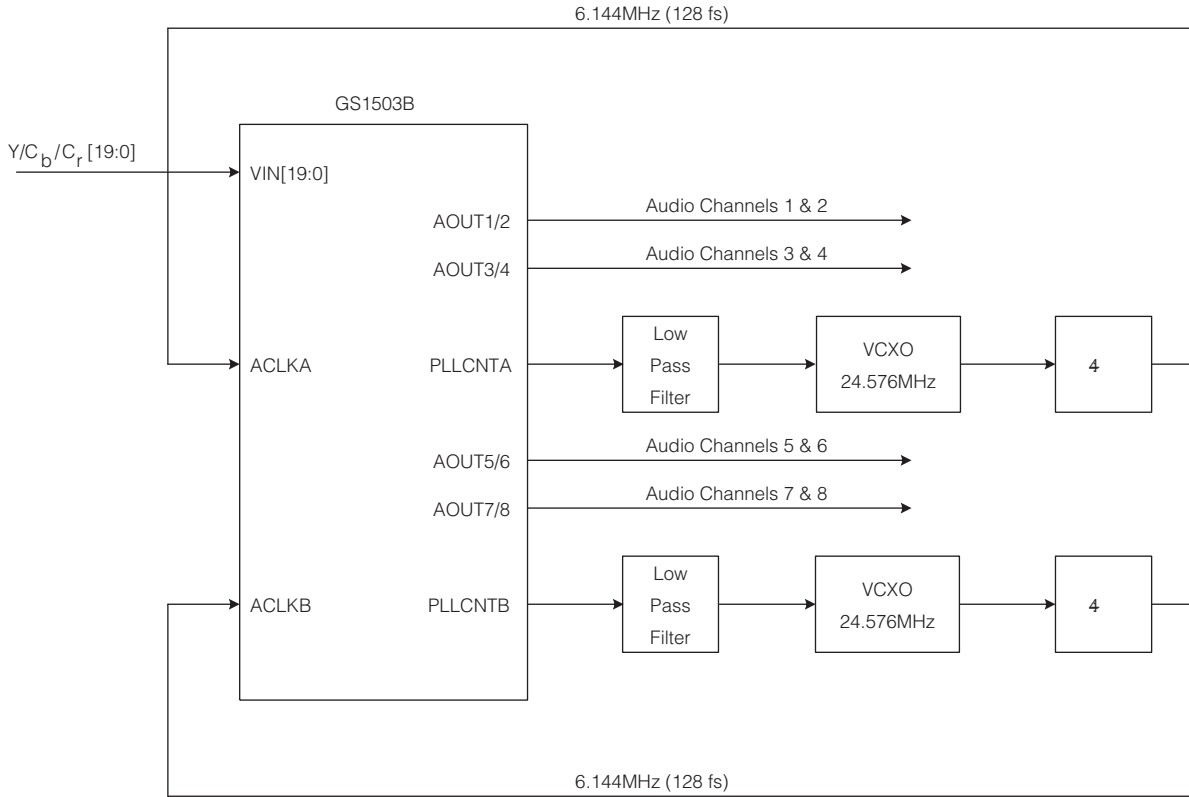 6.144MHz (128 fs)
GS1503B
Y/Cb/Cr [19:0]
VIN[19:0]
AOUT1/2
Audio Channels 1 & 2
AOUT3/4
Audio Channels 3 & 4
ACLKA
PLLCNTA
Low
Pass
Filter
VCXO
24.576MHz
4
AOUT5/6
Audio Channels 5 & 6
AOUT7/8
Audio Channels 7 & 8
ACLKB
PLLCNTB
Low
Pass
Filter
VCXO
24.576MHz
4
6.144MHz (128 fs)